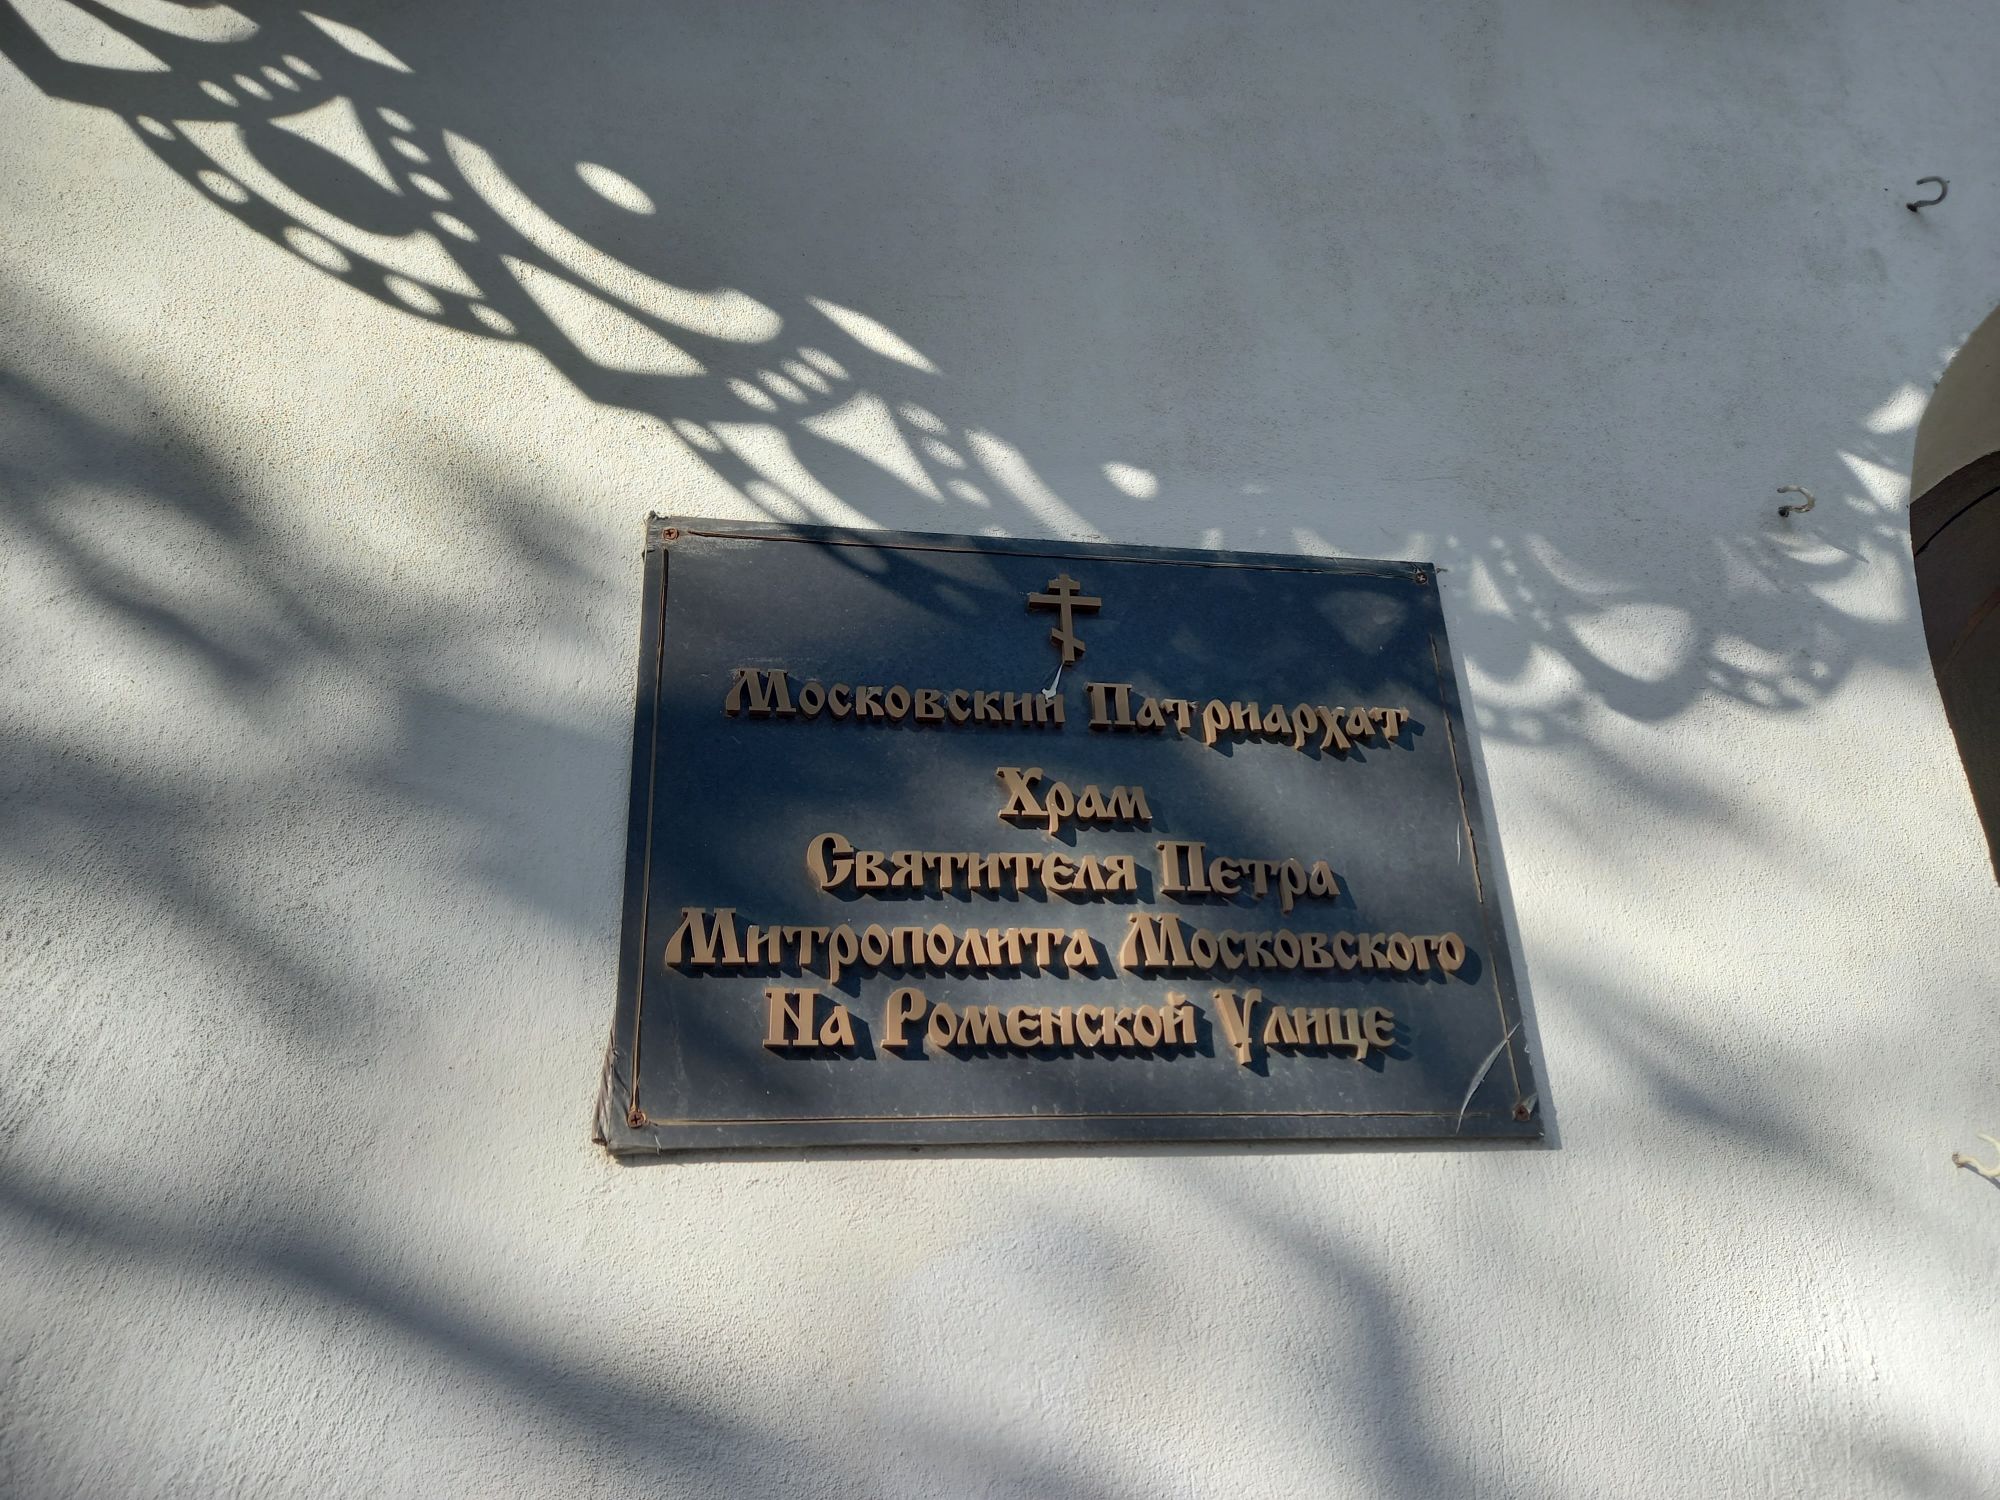 Московский Патриархат
Храм
Святителя Петра
Митрополита Московского
На Роменской Улице